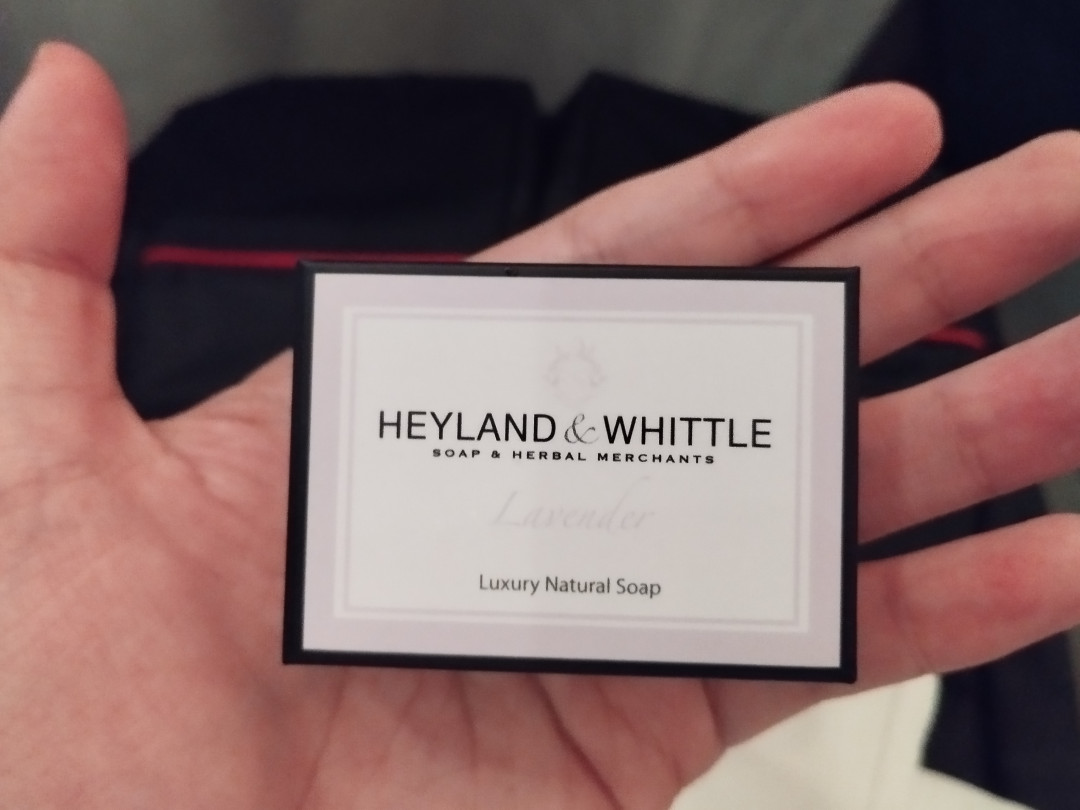 HEYLAND & WHITTLE
SOAP & HERBAL MERCHANTS
Lavender
Luxury Natural Soap